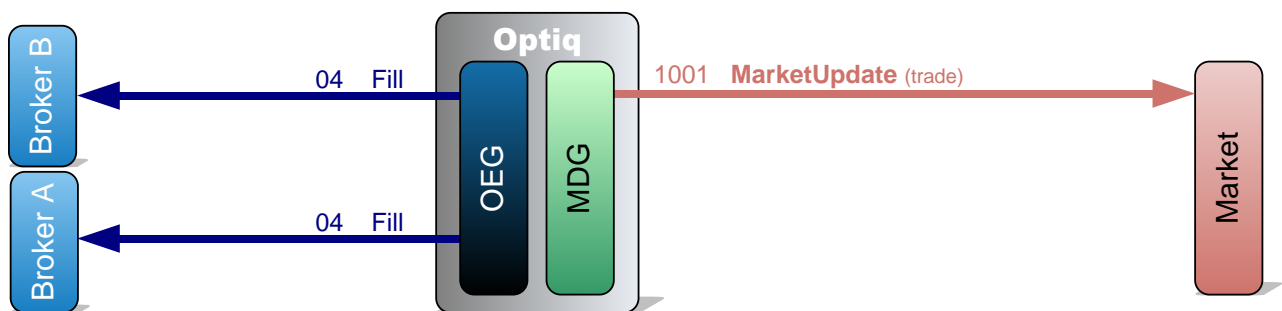 Optiq
Broker B
04 Fill
OEG
MDG
1001 MarketUpdate (trade)
Market
Broker A
04 Fill